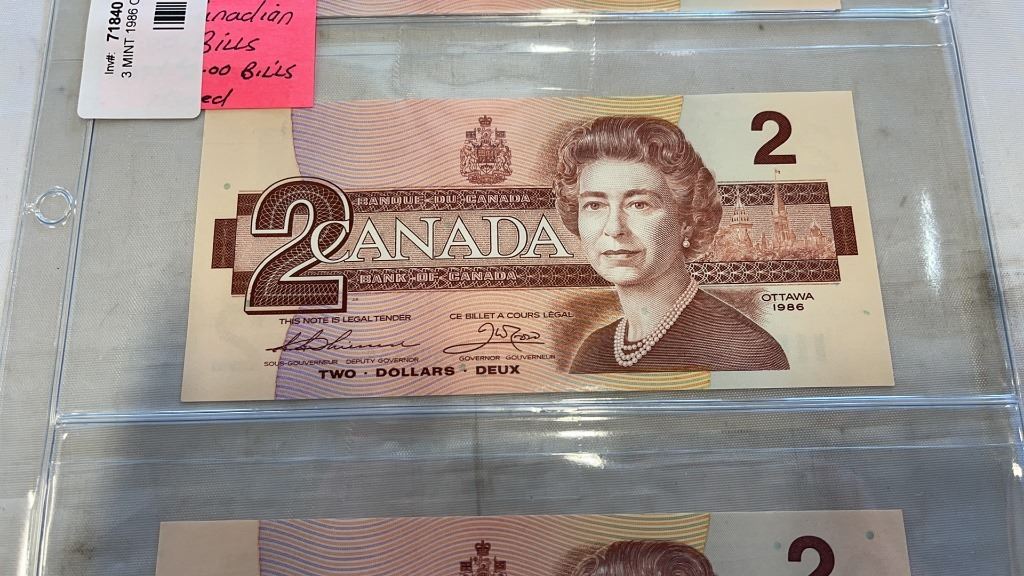 Inv#: 71840
3 MINT 1986 C
anadian
Bills
.00 Bills
ed
2
2
BANQUE·DU·CANADA
CANADA
BANK·OF·CANADA
OTTAWA
1986
THIS NOTE IS LEGAL TENDER
CE BILLET A COURS LÉGAL
SOUS-GOUVERNEUR DEPUTY GOVERNOR
GOVERNOR GOUVERNEUR
TWO · DOLLARS · DEUX
2